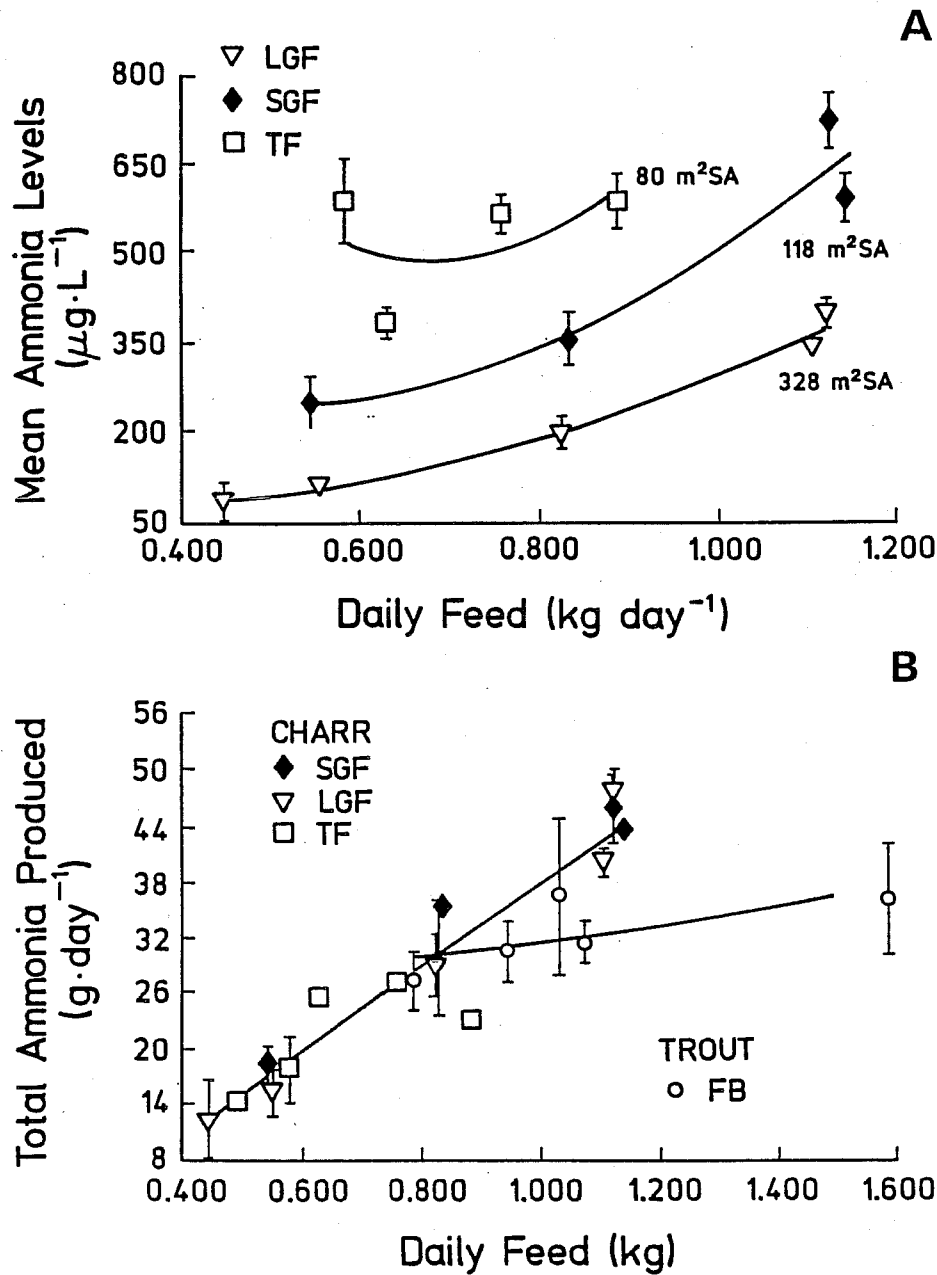 A
LGF
SGF
TF
800
650
500
350
200
50
Mean Ammonia Levels
(μg·L⁻¹)
80 m²SA
118 m²SA
328 m²SA
0.400 0.600 0.800 1.000 1.200
Daily Feed (kg day⁻¹)
B
56
50
44
38
32
26
20
14
8
Total Ammonia Produced
(g·day⁻¹)
CHARR
SGF
LGF
TF
TROUT
FB
0.400 0.600 0.800 1.000 1.200 1.400 1.600
Daily Feed (kg)